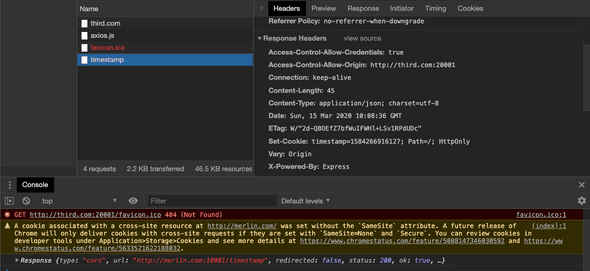 Name
third.com
axios.js
favicon.ico
timestamp
4 requests 2.2 KB transferred 46.5 KB resources
× Headers Preview Response Initiator Timing Cookies
Referrer Policy: no-referrer-when-downgrade
Response Headers view source
Access-Control-Allow-Credentials: true
Access-Control-Allow-Origin: http://third.com:20001
Connection: keep-alive
Content-Length: 45
Content-Type: application/json; charset=utf-8
Date: Sun, 15 Mar 2020 10:08:36 GMT
ETag: W/"2d-QBOEfZ7bfWuIFWHl+LSv1RPdUDc"
Set-Cookie: timestamp=1584266916127; Path=/; HttpOnly
Vary: Origin
X-Powered-By: Express
Console
top Filter Default levels
GET http://third.com:20001/favicon.ico 404 (Not Found) favicon.ico:1
A cookie associated with a cross-site resource at http://merlin.com/ was set without the `SameSite` attribute. A future release of (index):1
Chrome will only deliver cookies with cross-site requests if they are set with `SameSite=None` and `Secure`. You can review cookies in
developer tools under Application>Storage>Cookies and see more details at https://www.chromestatus.com/feature/5088147346030592 and https://ww
w.chromestatus.com/feature/5633521622188032.
Response {type: "cors", url: "http://merlin.com:10001/timestamp", redirected: false, status: 200, ok: true, …}